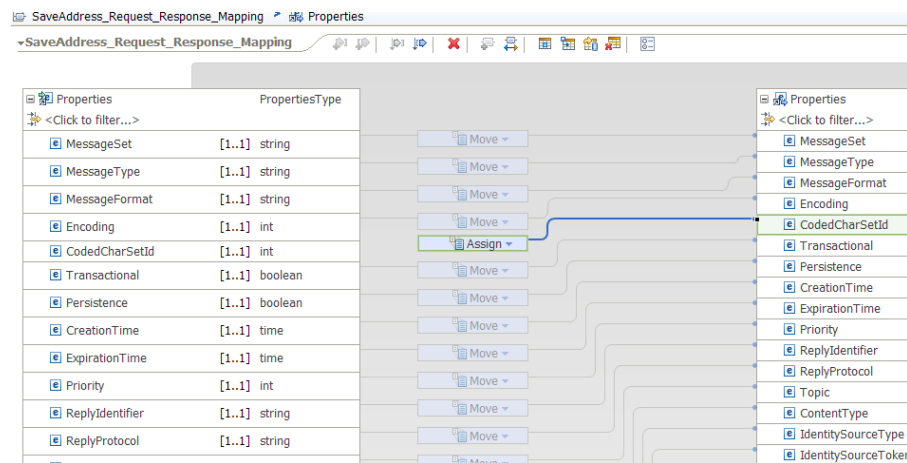 SaveAddress_Request_Response_Mapping Properties
SaveAddress_Request_Response_Mapping
Properties PropertiesType
<Click to filter...>
MessageSet [1..1] string
MessageType [1..1] string
MessageFormat [1..1] string
Encoding [1..1] int
CodedCharSetId [1..1] int
Transactional [1..1] boolean
Persistence [1..1] boolean
CreationTime [1..1] time
ExpirationTime [1..1] time
Priority [1..1] int
ReplyIdentifier [1..1] string
ReplyProtocol [1..1] string
Move
Move
Move
Move
Assign
Move
Move
Move
Move
Move
Move
Move
Move
Properties
<Click to filter...>
MessageSet
MessageType
MessageFormat
Encoding
CodedCharSetId
Transactional
Persistence
CreationTime
ExpirationTime
Priority
ReplyIdentifier
ReplyProtocol
Topic
ContentType
IdentitySourceType
IdentitySourceToken